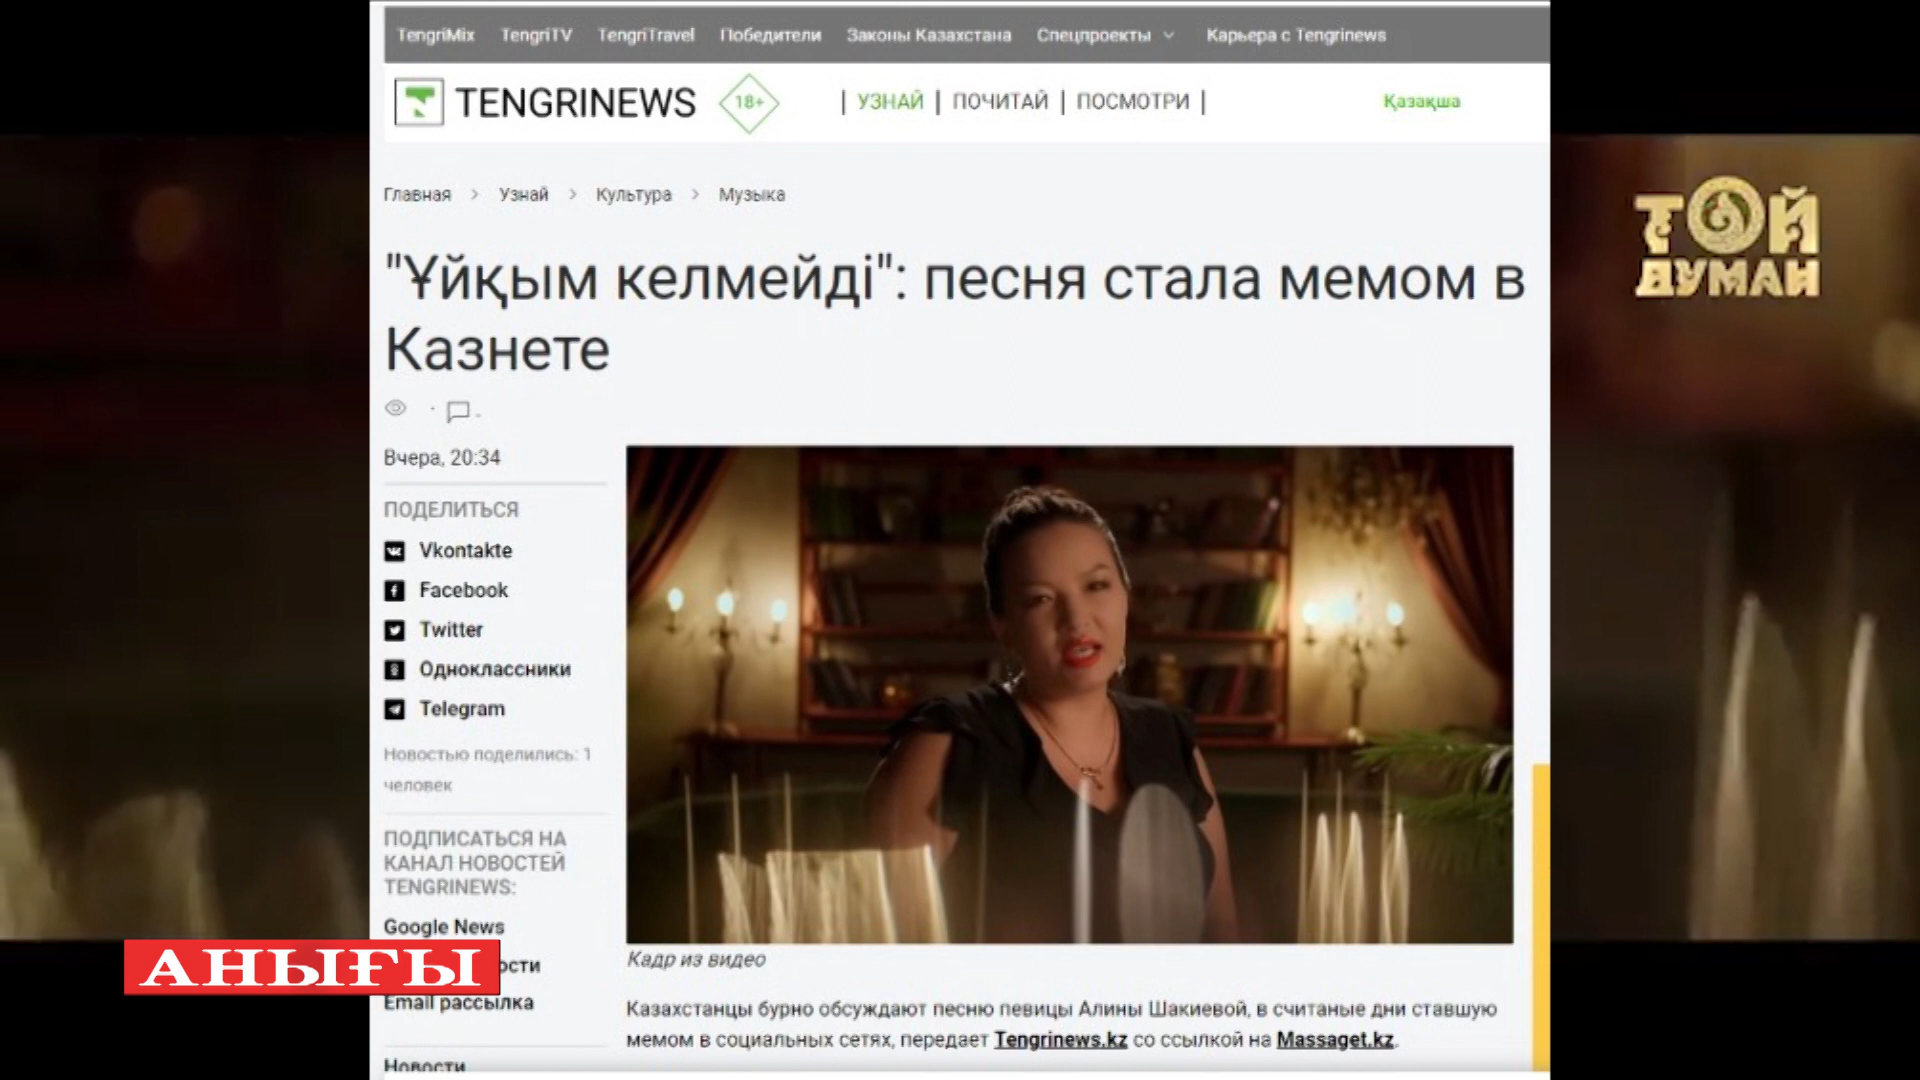 TengriMix TengriTV TengriTravel Победители Законы Казахстана Спецпроекты Карьера с Tengrinews
TENGRINEWS 18+ | УЗНАЙ | ПОЧИТАЙ | ПОСМОТРИ | Қазақша
Главная > Узнай > Культура > Музыка
ТОЙ
ДУМАН
"Ұйқым келмейді": песня стала мемом в
Казнете
Вчера, 20:34
ПОДЕЛИТЬСЯ
Vkontakte
Facebook
Twitter
Одноклассники
Telegram
Новостью поделились: 1
человек
ПОДПИСАТЬСЯ НА
КАНАЛ НОВОСТЕЙ
TENGRINEWS:
Google News
АНЫҒЫ
ости
Email рассылка
Новости
Кадр из видео
Казахстанцы бурно обсуждают песню певицы Алины Шакиевой, в считаные дни ставшую
мемом в социальных сетях, передает Tengrinews.kz со ссылкой на Massaget.kz.